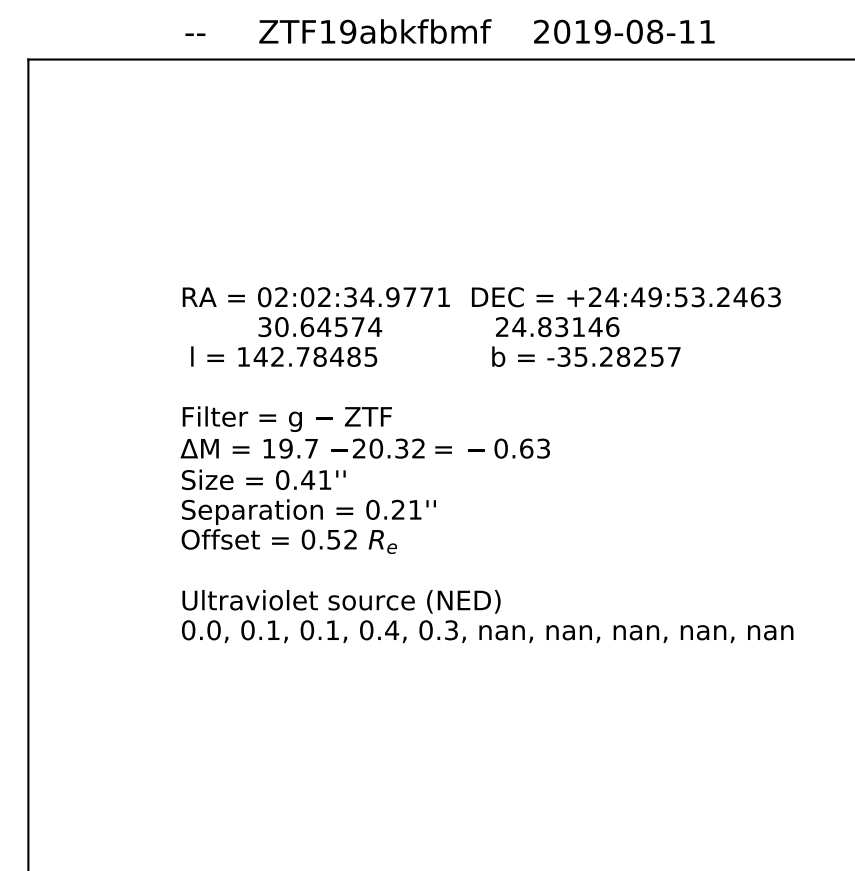 -- ZTF19abkfbmf 2019-08-11
RA = 02:02:34.9771 DEC = +24:49:53.2463
30.64574 24.83146
l = 142.78485 b = -35.28257
Filter = g − ZTF
ΔM = 19.7 −20.32 = − 0.63
Size = 0.41''
Separation = 0.21''
Offset = 0.52 Re
Ultraviolet source (NED)
0.0, 0.1, 0.1, 0.4, 0.3, nan, nan, nan, nan, nan